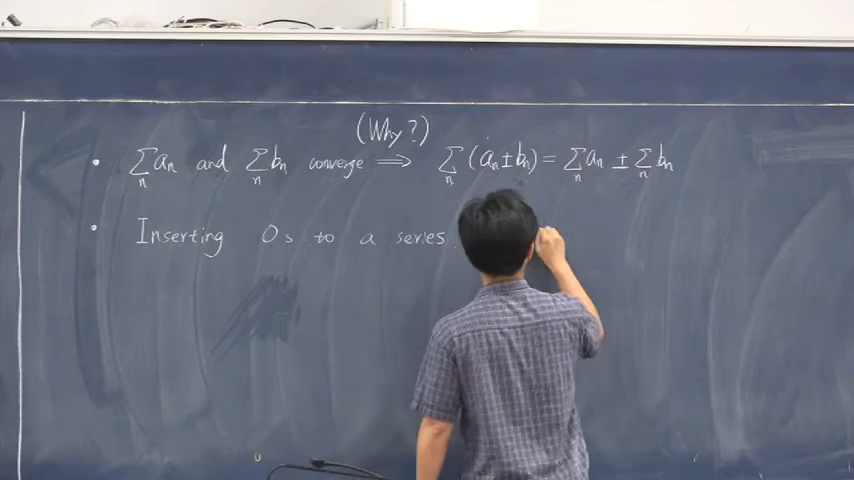 (Why?)
• ∑ₙ aₙ and ∑ₙ bₙ converge ⟹ ∑ₙ (aₙ ± bₙ) = ∑ₙ aₙ ± ∑ₙ bₙ
• Inserting 0s to a series